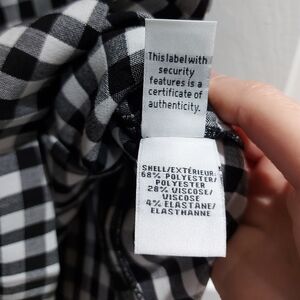 This label with
security
features is a
certificate of
authenticity.
SHELL/EXTÉRIEUR:
68% POLYESTER/
POLYESTER
28% VISCOSE/
VISCOSE
4% ELASTANE/
ELASTHANNE